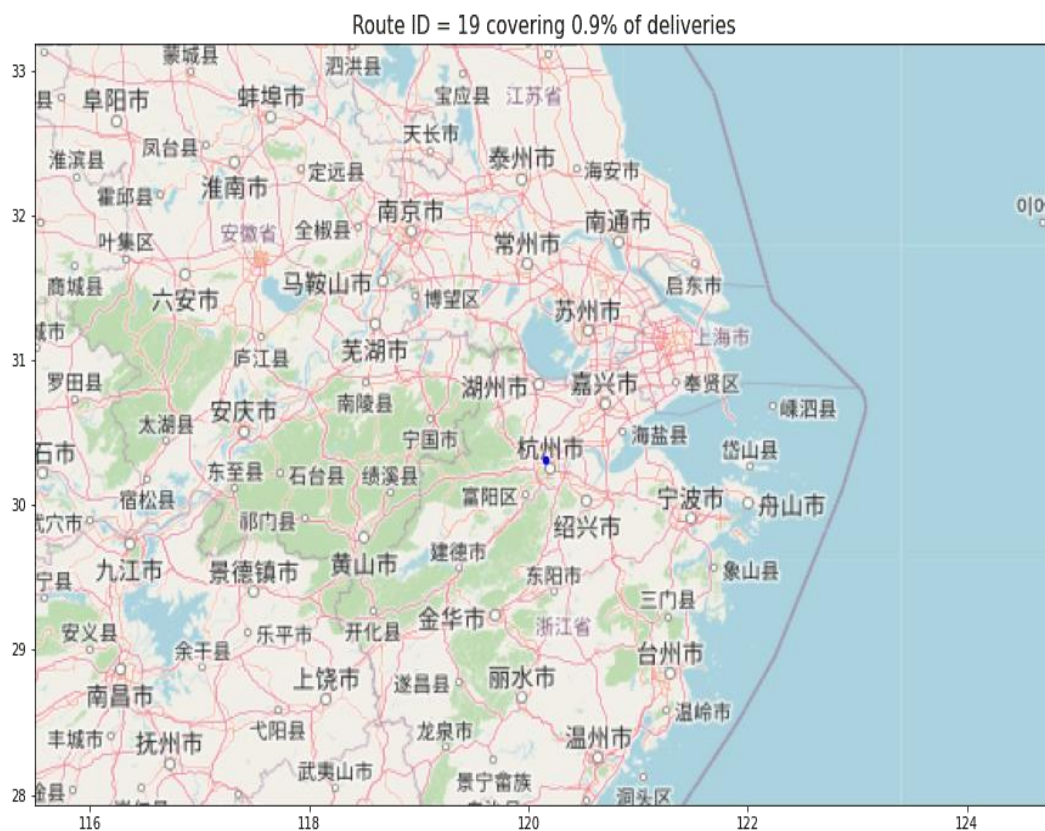 Route ID = 19 covering 0.9% of deliveries
蒙城县
泗洪县
33
宝应县
江苏省
县
阜阳市
蚌埠市
天长市
凤台县
泰州市
淮滨县
定远县
海安市
淮南市
霍邱县
南京市
南通市
32
全椒县
安徽省
叶集区
常州市
商城县
马鞍山市
启东市
六安市
博望区
苏州市
城市
上海市
芜湖市
31
庐江县
罗田县
湖州市
嘉兴市
奉贤区
南陵县
嵊泗县
安庆市
太湖县
宁国市
海盐县
石市
杭州市
岱山县
东至县
石台县
绩溪县
宿松县
富阳区
宁波市
舟山市
30
武穴市
祁门县
绍兴市
建德市
黄山市
九江市
景德镇市
东阳市
象山县
宁县
三门县
金华市
浙江省
安义县
乐平市
开化县
29
余干县
台州市
上饶市
遂昌县
丽水市
南昌市
温岭市
弋阳县
龙泉市
丰城市
抚州市
温州市
武夷山市
景宁畲族
28
洞头区
116
118
120
122
124